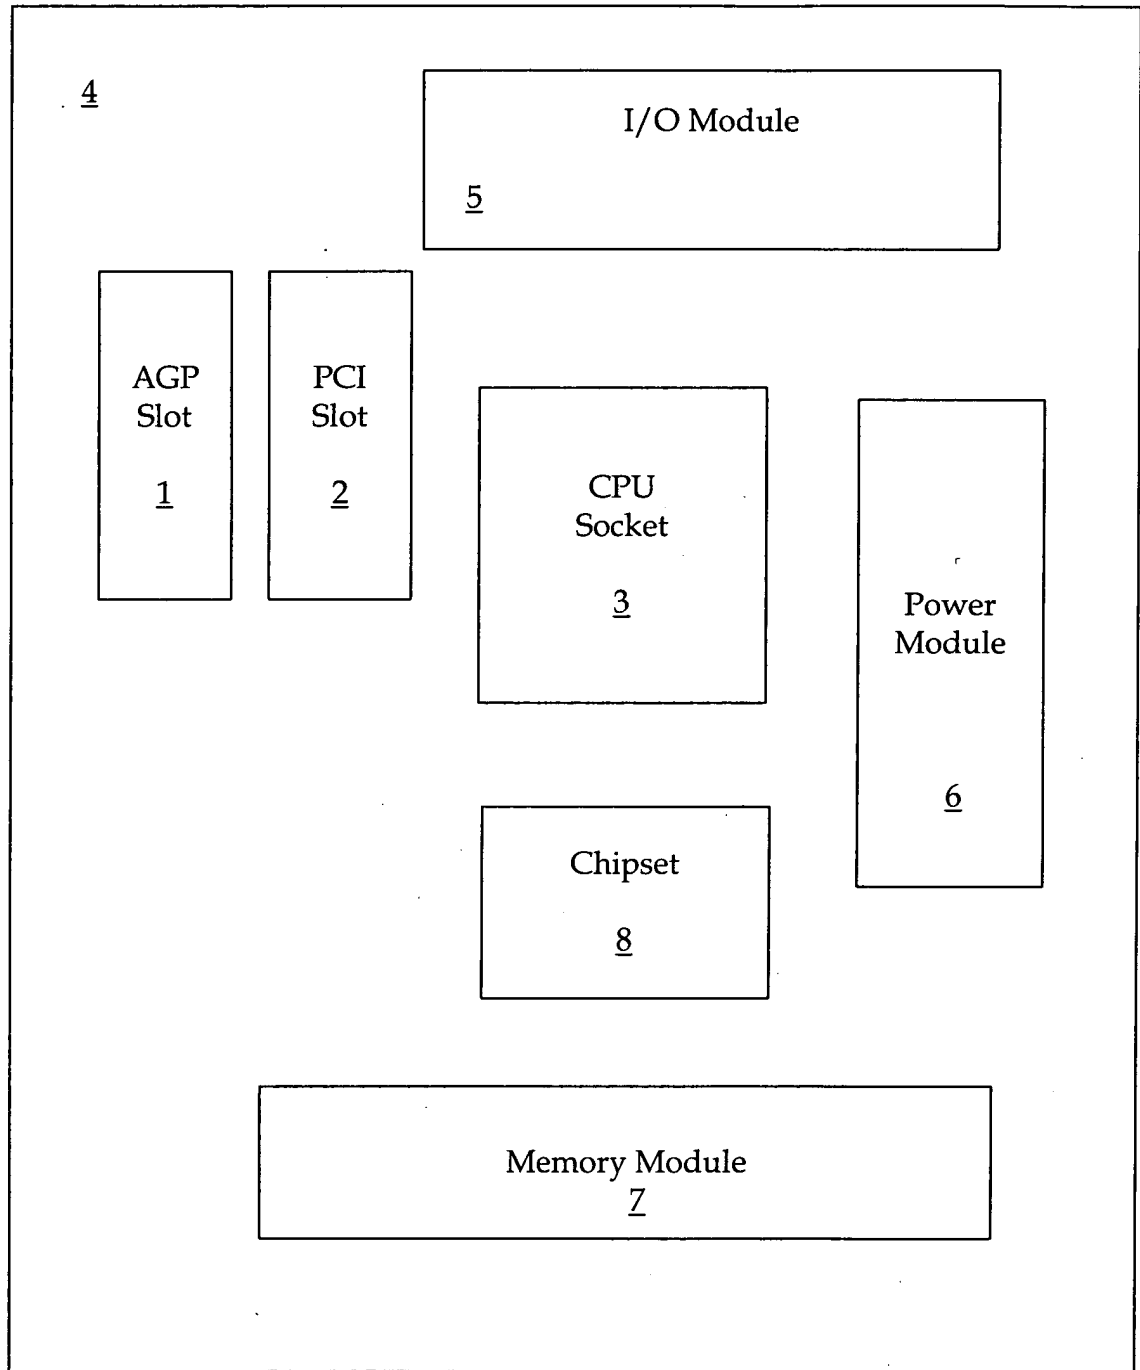 4
I/O Module
5
AGP
Slot
1
PCI
Slot
2
CPU
Socket
3
Power
Module
6
Chipset
8
Memory Module
7